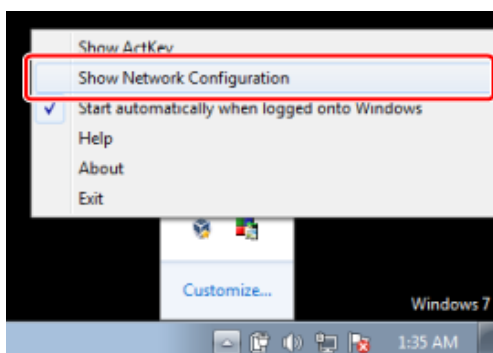 Show ActKey
Show Network Configuration
Start automatically when logged onto Windows
Help
About
Exit
Customize...
Windows 7
1:35 AM